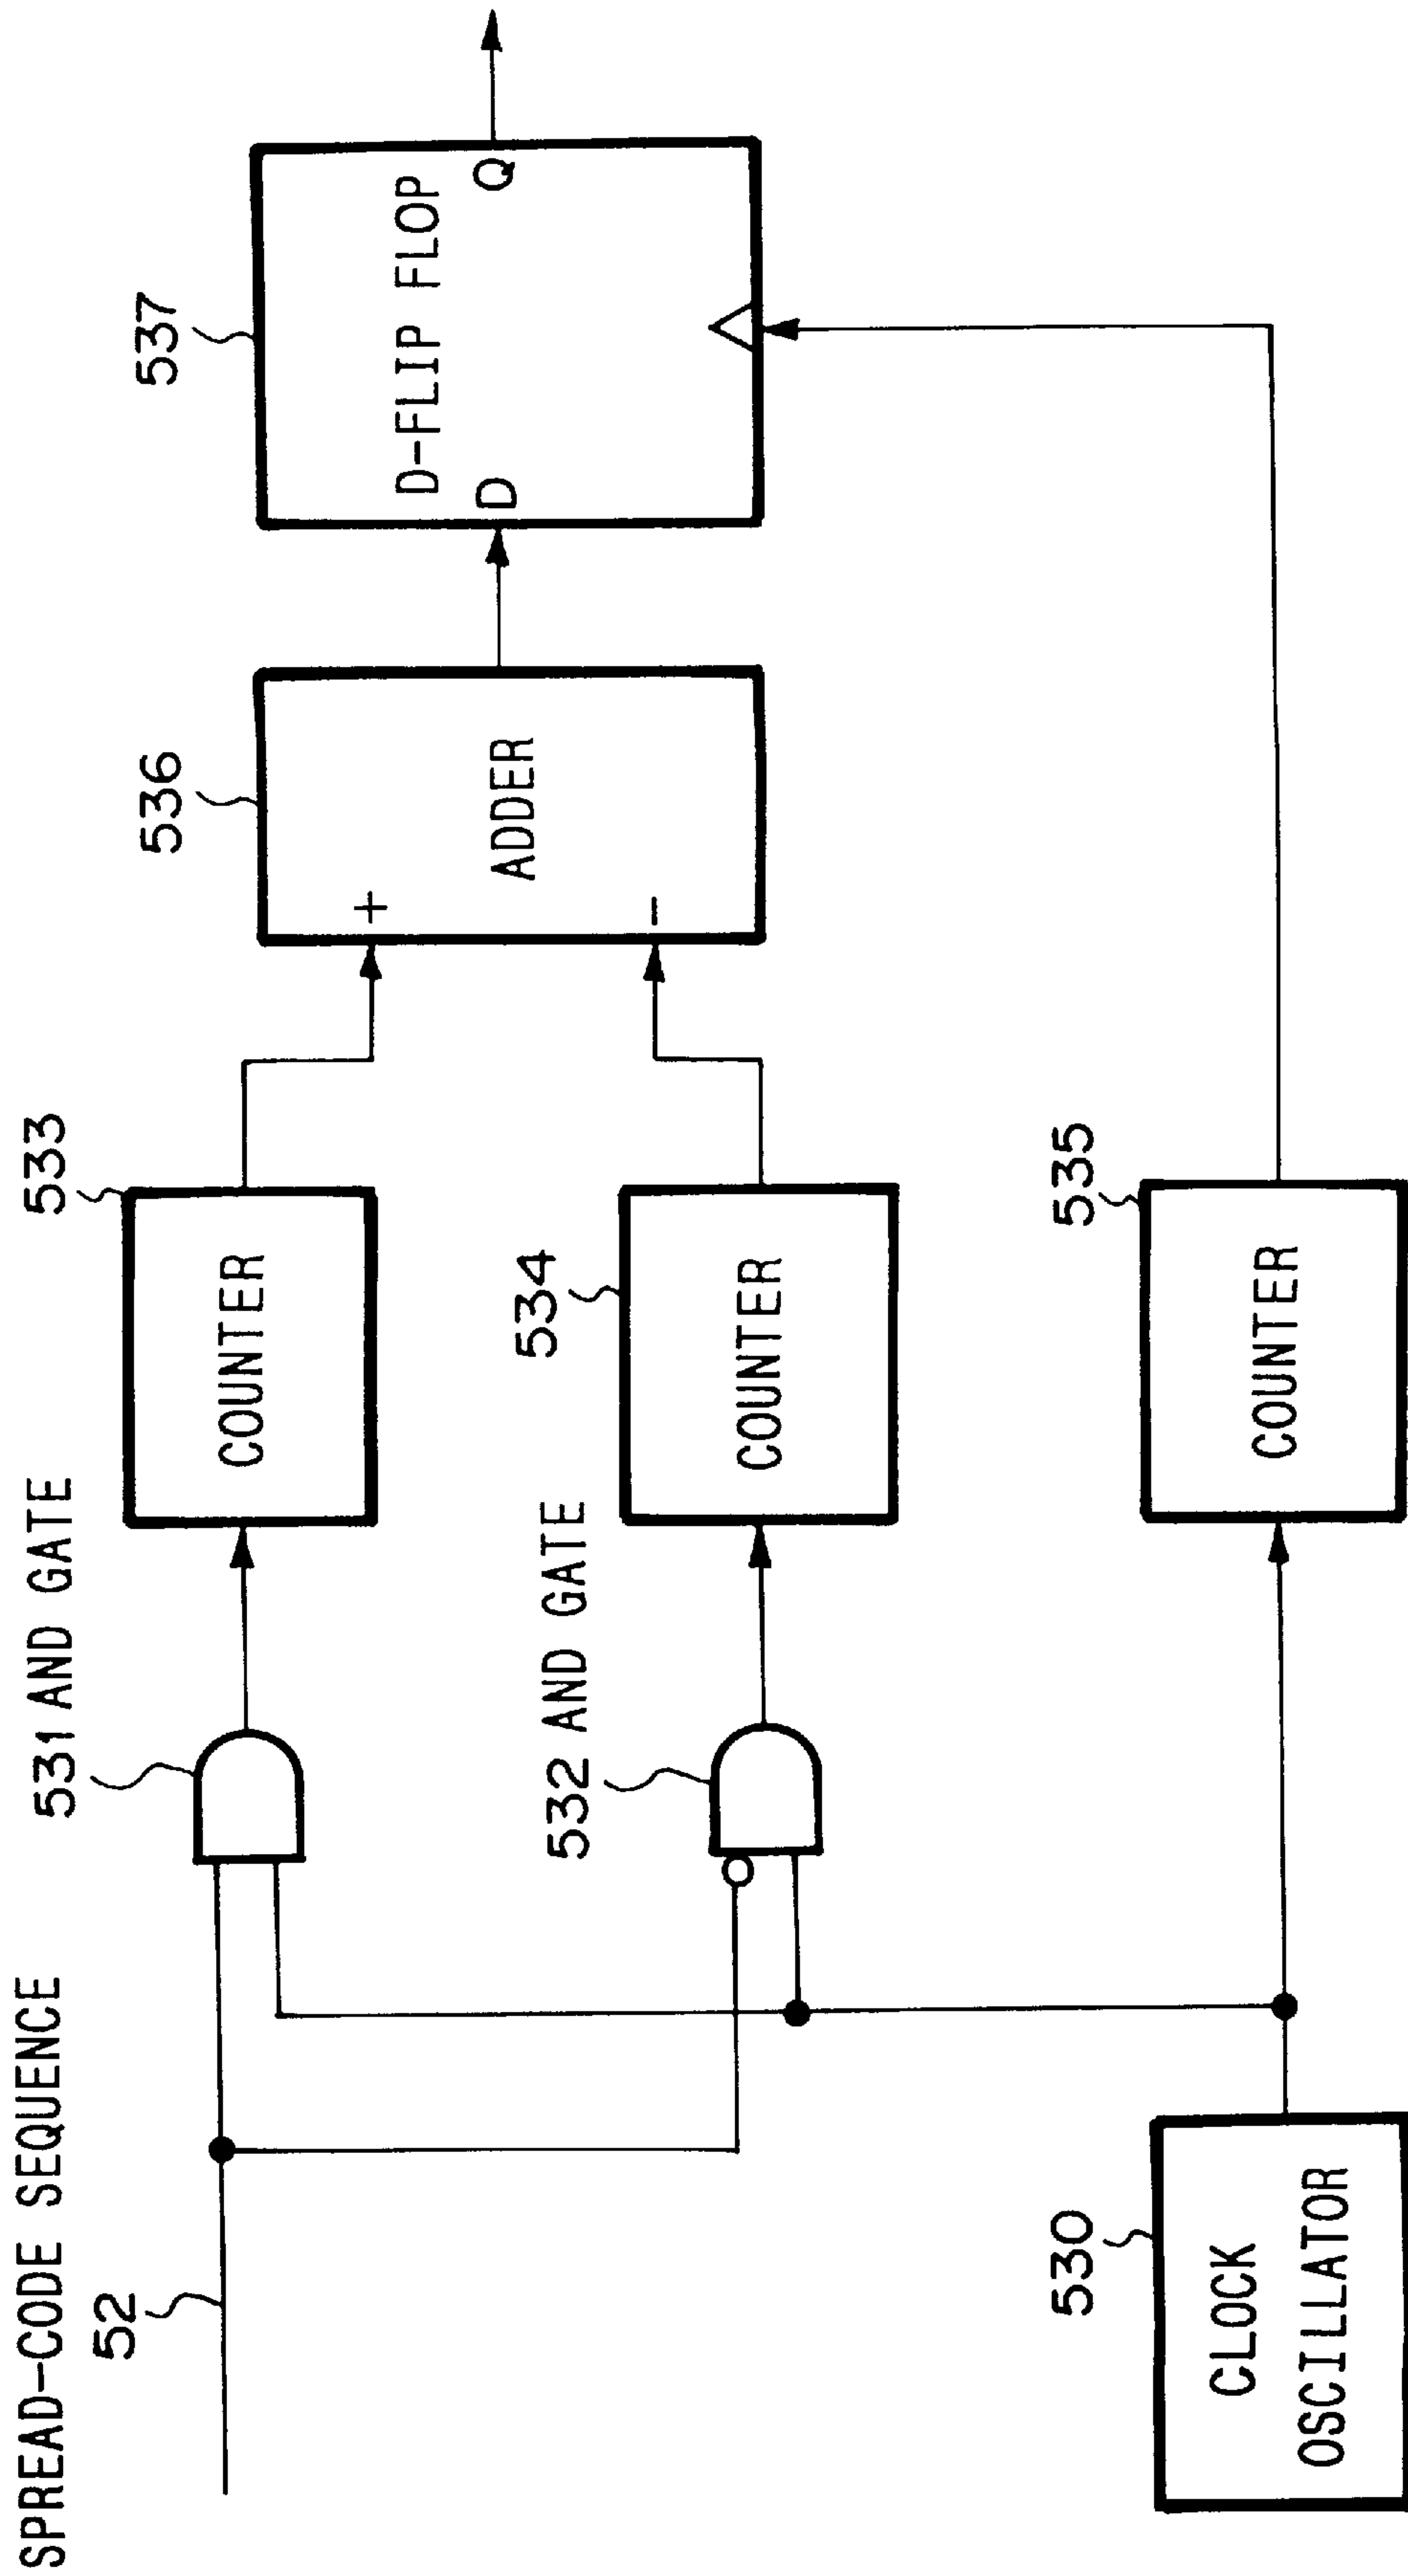 SPREAD-CODE SEQUENCE
52
531 AND GATE
533
COUNTER
532 AND GATE
534
COUNTER
536
+
-
ADDER
537
D-FLIP FLOP
D
Q
530
CLOCK
OSCILLATOR
535
COUNTER